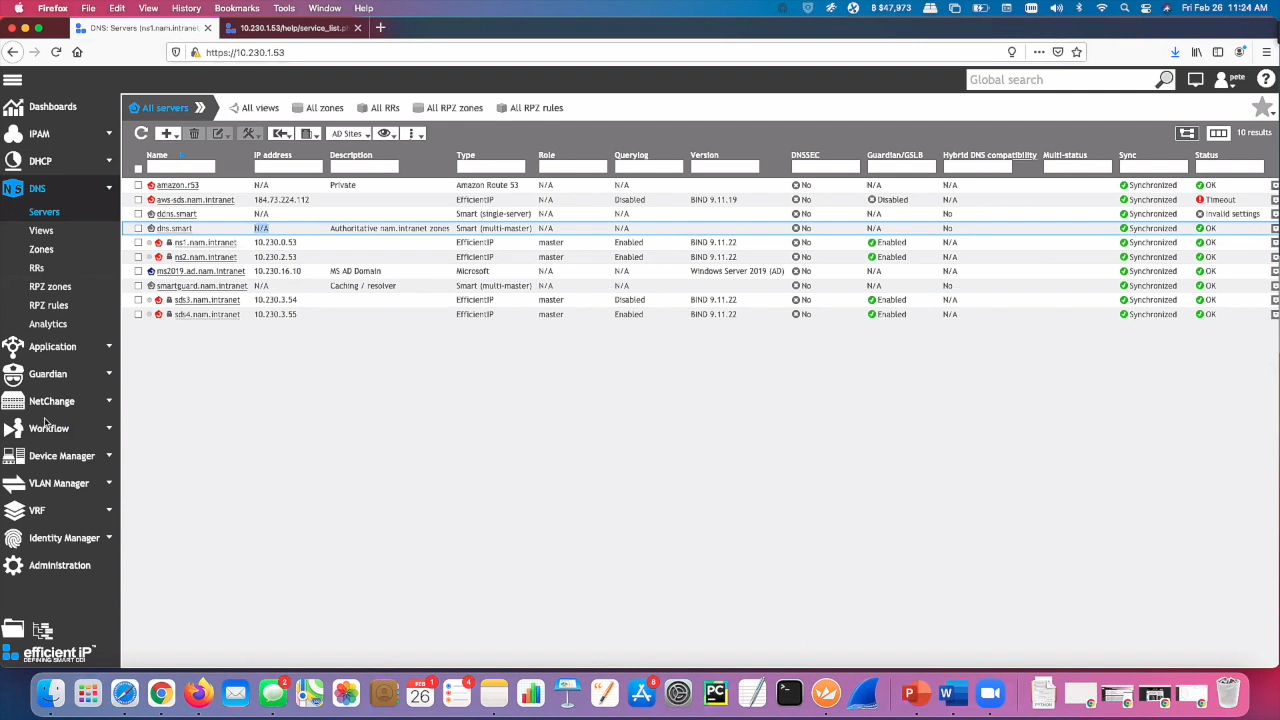 Firefox File Edit View History Bookmarks Tools Window Help 8 $47,973 Fri Feb 26 11:24 AM
DNS: Servers (ns1.nam.intranet 10.230.1.53/help/service_list.p
https://10.230.1.53
Global search pete
Dashboards
IPAM
DHCP
DNS
Servers
Views
Zones
RRs
RPZ zones
RPZ rules
Analytics
Application
Guardian
NetChange
Workflow
Device Manager
VLAN Manager
VRF
Identity Manager
Administration
efficient iP™
DEFINING SMART DDI
All servers All views All zones All RRs All RPZ zones All RPZ rules
AD Sites 10 results
Name IP address Description Type Role Querylog Version DNSSEC Guardian/GSLB Hybrid DNS compatibility Multi-status Sync Status
amazon.r53 N/A Private Amazon Route 53 N/A N/A N/A No N/A N/A Synchronized OK
aws-sds.nam.intranet 184.73.224.112 EfficientIP N/A Disabled BIND 9.11.19 No Disabled N/A Synchronized Timeout
ddns.smart N/A Smart (single-server) N/A N/A No N/A No Synchronized Invalid settings
dns.smart N/A Authoritative nam.intranet zones Smart (multi-master) N/A N/A No N/A No Synchronized OK
ns1.nam.intranet 10.230.0.53 EfficientIP master Enabled BIND 9.11.22 No Enabled N/A Synchronized OK
ns2.nam.intranet 10.230.2.53 EfficientIP master Enabled BIND 9.11.22 No Enabled N/A Synchronized OK
ms2019.ad.nam.intranet 10.230.16.10 MS AD Domain Microsoft N/A N/A Windows Server 2019 (AD) No N/A N/A Synchronized OK
smartguard.nam.intranet N/A Caching / resolver Smart (multi-master) N/A N/A No N/A No Synchronized OK
sds3.nam.intranet 10.230.3.54 EfficientIP master Disabled BIND 9.11.22 No Enabled N/A Synchronized OK
sds4.nam.intranet 10.230.3.55 EfficientIP master Enabled BIND 9.11.22 No Enabled N/A Synchronized OK